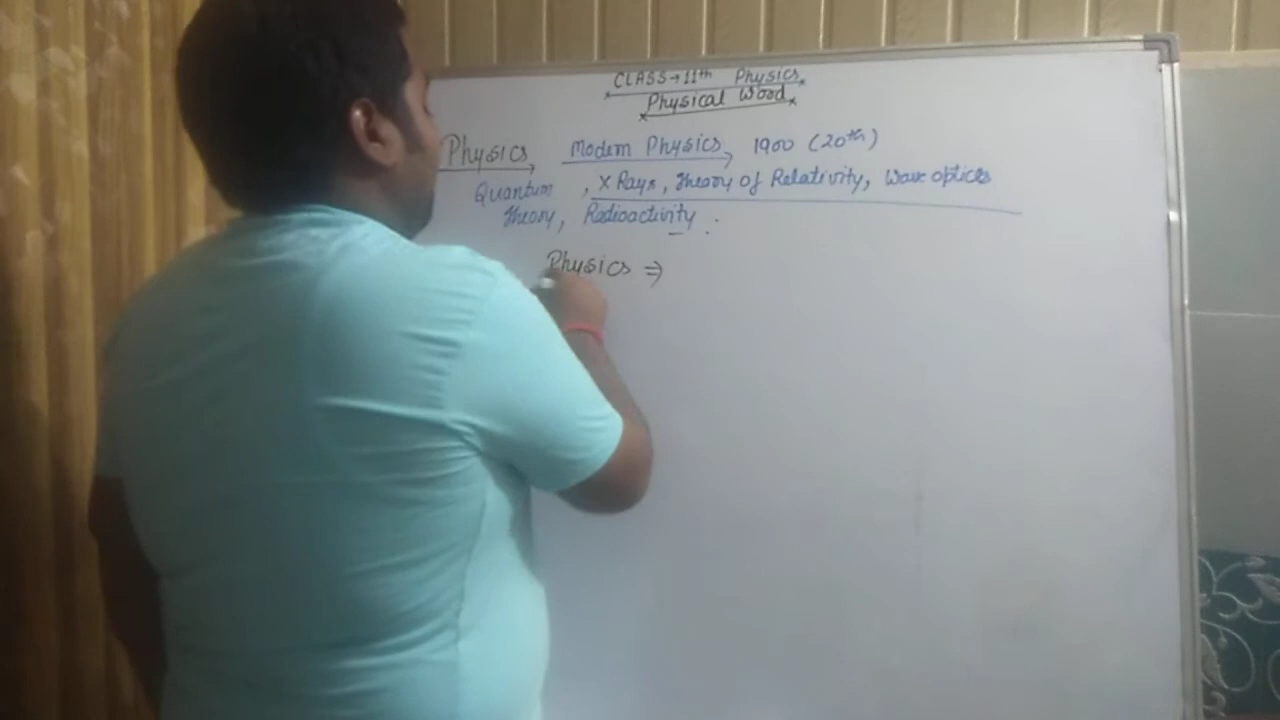 CLASS → 11th Physics
Physical Word
Physics
Modern Physics, 1900 (20th)
Quantum Theory, X Rays, Theory of Relativity, Wave optics
Radioactivity.
Physics ⇒